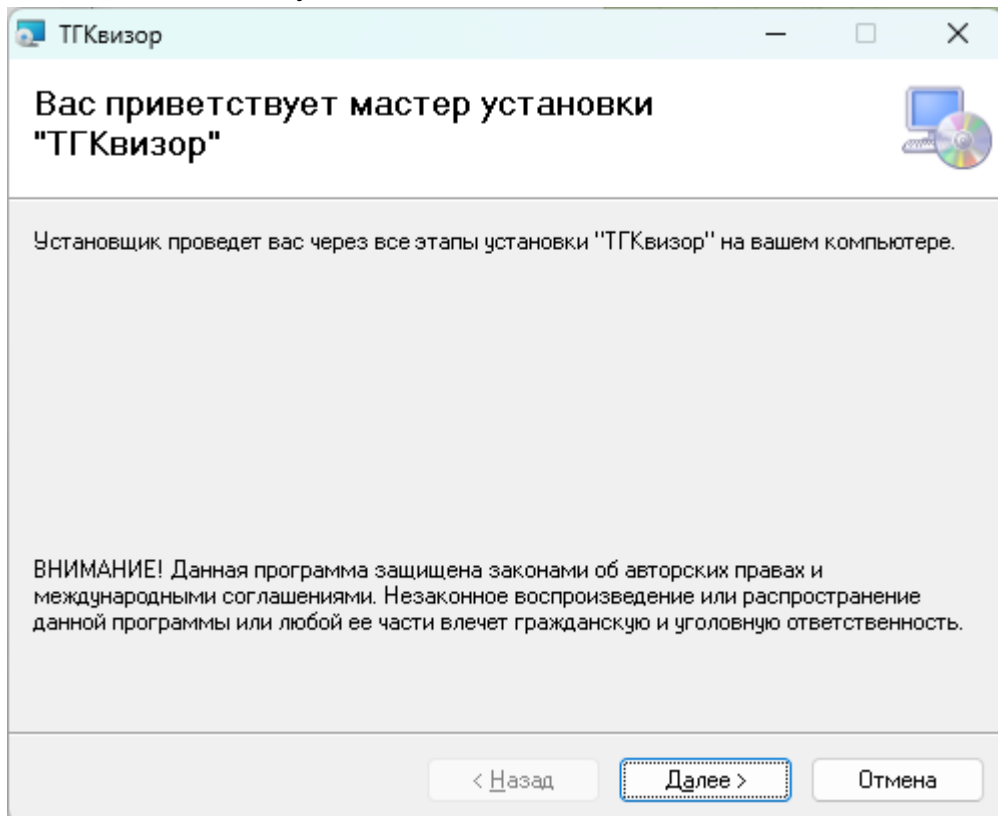 ТГКвизор
Вас приветствует мастер установки
"ТГКвизор"
Установщик проведет вас через все этапы установки "ТГКвизор" на вашем компьютере.
ВНИМАНИЕ! Данная программа защищена законами об авторских правах и
международными соглашениями. Незаконное воспроизведение или распространение
данной программы или любой ее части влечет гражданскую и уголовную ответственность.
< Назад
Далее >
Отмена